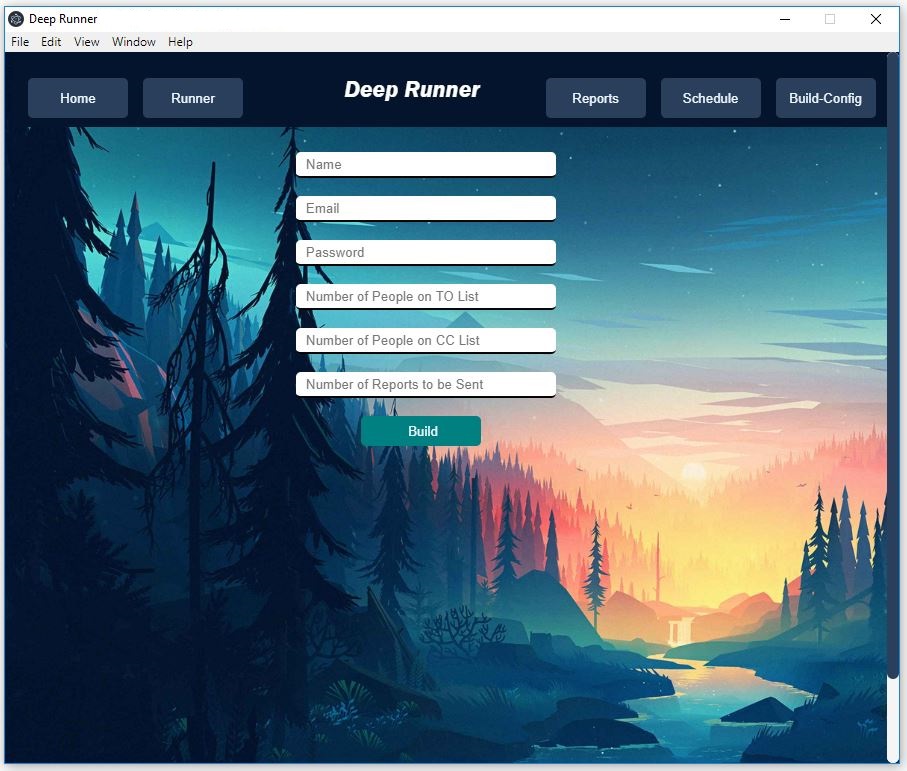 Deep Runner
File Edit View Window Help
Home Runner Deep Runner Reports Schedule Build-Config
Name
Email
Password
Number of People on TO List
Number of People on CC List
Number of Reports to be Sent
Build